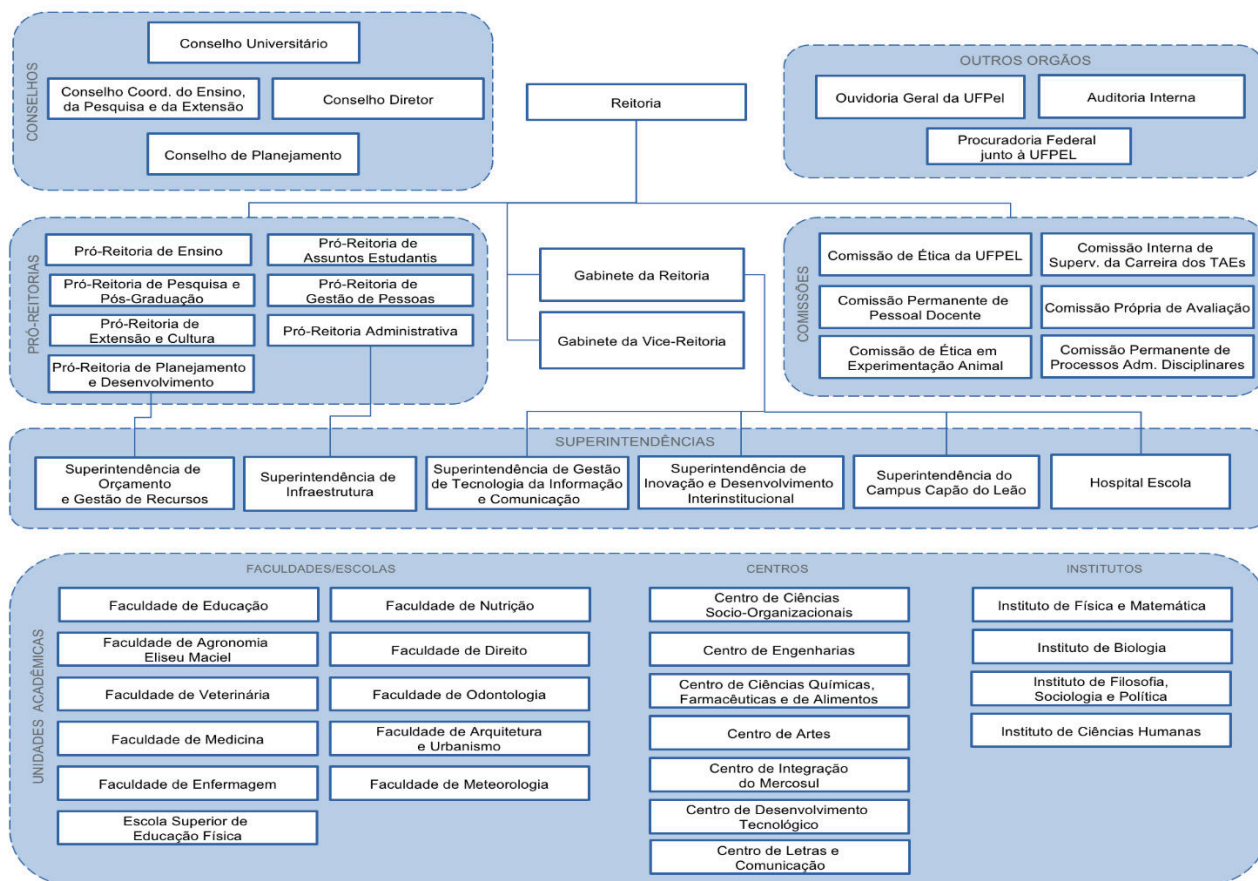 CONSELHOS
Conselho Universitário
Conselho Coord. do Ensino,
da Pesquisa e da Extensão
Conselho Diretor
Conselho de Planejamento
Reitoria
OUTROS ORGÃOS
Ouvidoria Geral da UFPel
Auditoria Interna
Procuradoria Federal
junto à UFPEL
PRÓ-REITORIAS
Pró-Reitoria de Ensino
Pró-Reitoria de
Assuntos Estudantis
Pró-Reitoria de Pesquisa e
Pós-Graduação
Pró-Reitoria de
Gestão de Pessoas
Pró-Reitoria de
Extensão e Cultura
Pró-Reitoria Administrativa
Pró-Reitoria de Planejamento
e Desenvolvimento
Gabinete da Reitoria
Gabinete da Vice-Reitoria
COMISSÕES
Comissão de Ética da UFPEL
Comissão Interna de
Superv. da Carreira dos TAEs
Comissão Permanente de
Pessoal Docente
Comissão Própria de Avaliação
Comissão de Ética em
Experimentação Animal
Comissão Permanente de
Processos Adm. Disciplinares
SUPERINTENDÊNCIAS
Superintendência de
Orçamento
e Gestão de Recursos
Superintendência de
Infraestrutura
Superintendência de Gestão
de Tecnologia da Informação
e Comunicação
Superintendência de
Inovação e Desenvolvimento
Interinstitucional
Superintendência do
Campus Capão do Leão
Hospital Escola
UNIDADES ACADÊMICAS
FACULDADES/ESCOLAS
Faculdade de Educação
Faculdade de Nutrição
Faculdade de Agronomia
Eliseu Maciel
Faculdade de Direito
Faculdade de Veterinária
Faculdade de Odontologia
Faculdade de Medicina
Faculdade de Arquitetura
e Urbanismo
Faculdade de Enfermagem
Faculdade de Meteorologia
Escola Superior de
Educação Física
CENTROS
Centro de Ciências
Socio-Organizacionais
Centro de Engenharias
Centro de Ciências Químicas,
Farmacêuticas e de Alimentos
Centro de Artes
Centro de Integração
do Mercosul
Centro de Desenvolvimento
Tecnológico
Centro de Letras e
Comunicação
INSTITUTOS
Instituto de Física e Matemática
Instituto de Biologia
Instituto de Filosofia,
Sociologia e Política
Instituto de Ciências Humanas